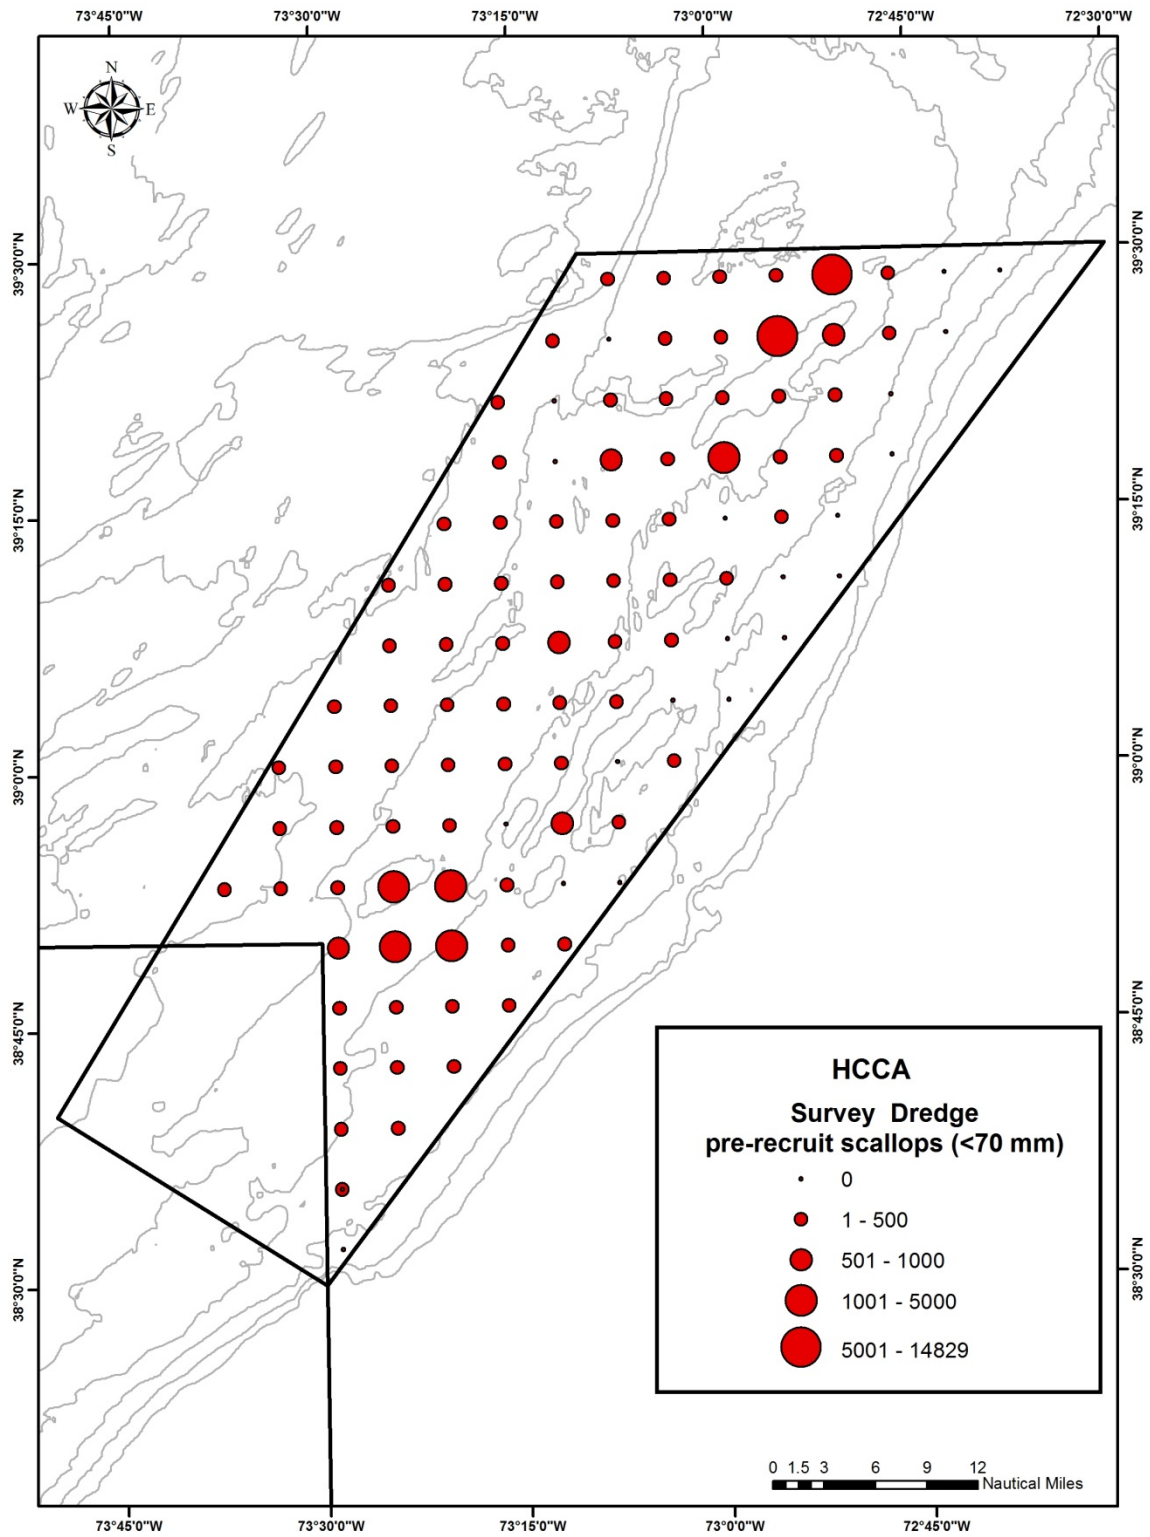 73°45'0"W 73°30'0"W 73°15'0"W 73°0'0"W 72°45'0"W 72°30'0"W
N
W E
S
39°30'0"N 39°30'0"N
39°15'0"N 39°15'0"N
39°0'0"N 39°0'0"N
38°45'0"N 38°45'0"N
38°30'0"N 38°30'0"N
HCCA
Survey Dredge
pre-recruit scallops (<70 mm)
0
1 - 500
501 - 1000
1001 - 5000
5001 - 14829
0 1.5 3 6 9 12
Nautical Miles
73°45'0"W 73°30'0"W 73°15'0"W 73°0'0"W 72°45'0"W